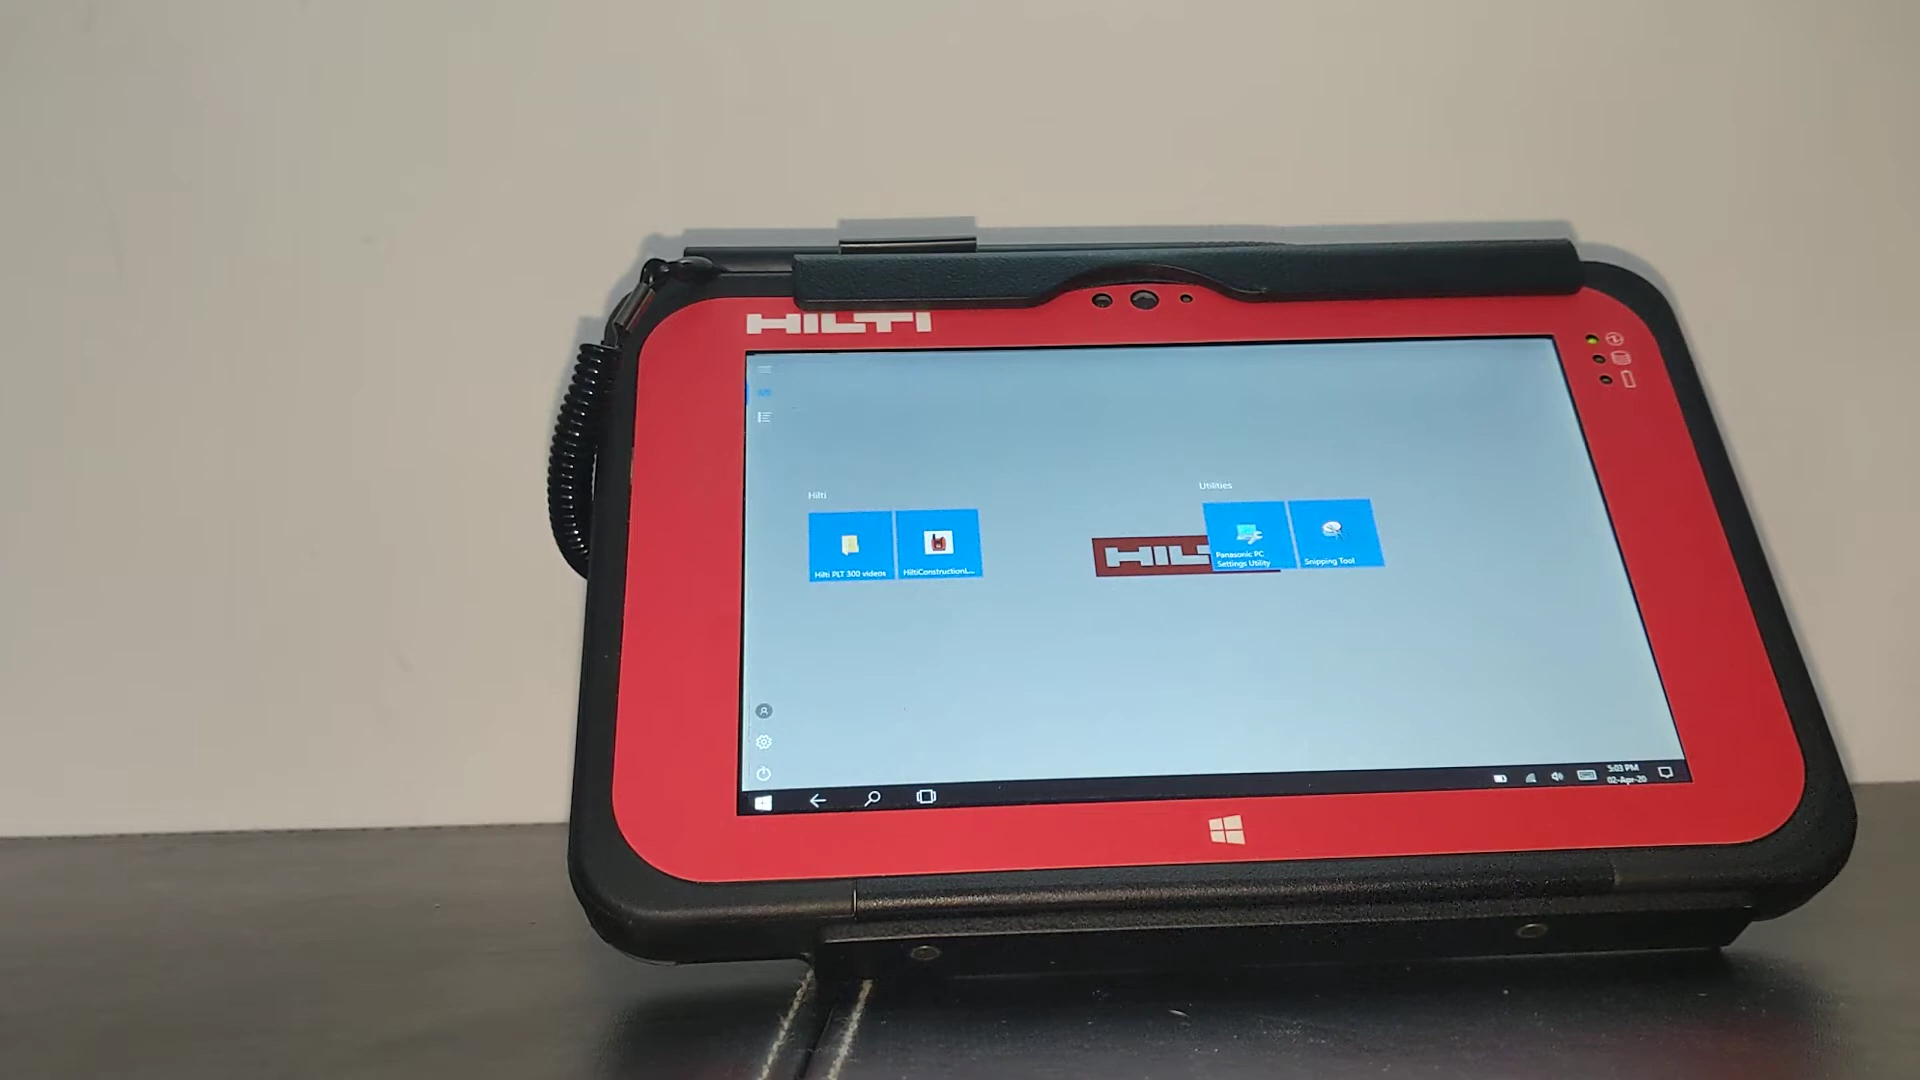 HILTI
Hilti
Utilities
Hilti PLT 300 videos
HiltiConstructionL...
HIL
Panasonic PC
Settings Utility
Snipping Tool
5:03 PM
02-Apr-20